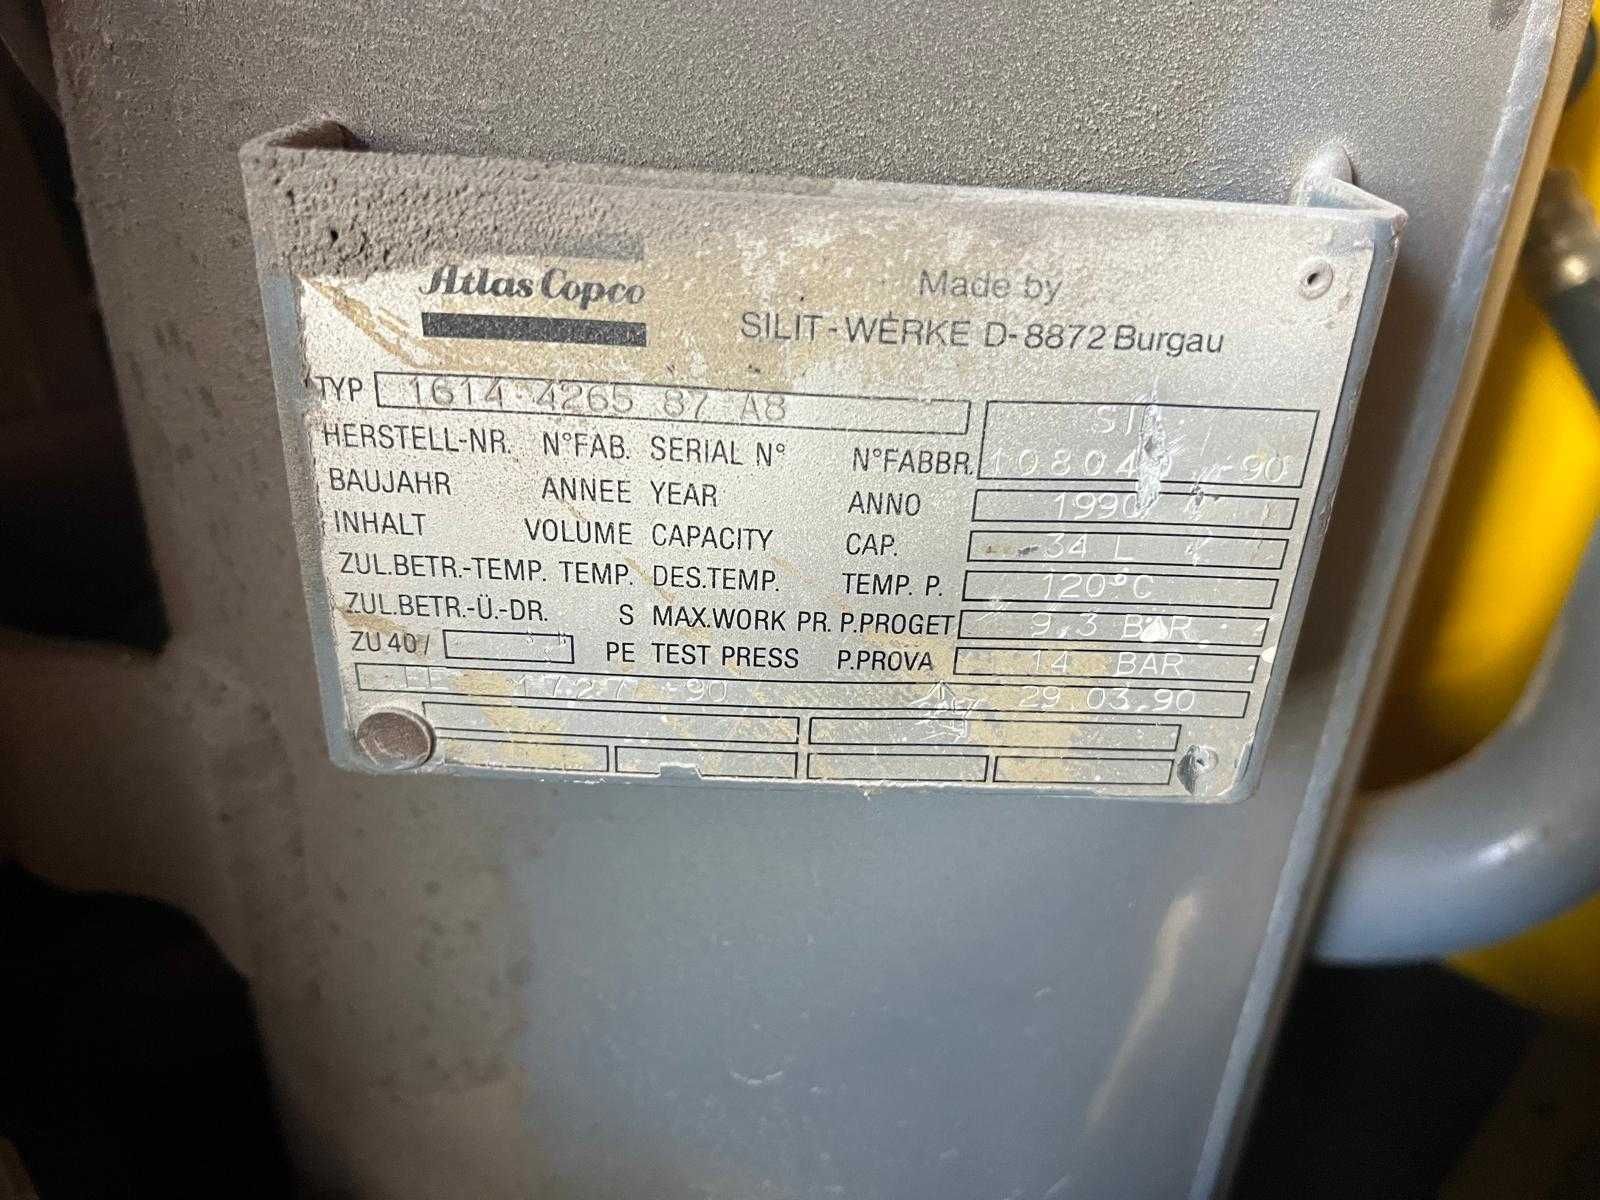 Atlas Copco
Made by
SILIT-WERKE D-8872 Burgau
TYP 1614 4265 87 A8
HERSTELL-NR. N°FAB. SERIAL N° N°FABBR.
BAUJAHR ANNEE YEAR ANNO 1990
INHALT VOLUME CAPACITY CAP. 34 L
ZUL.BETR.-TEMP. TEMP. DES.TEMP. TEMP. P. 120°C
ZUL.BETR.-Ü.-DR. S MAX.WORK PR. P.PROGET 9,3 BAR
ZU 40/ PE TEST PRESS P.PROVA 14 BAR
1727 -90 29.03.90